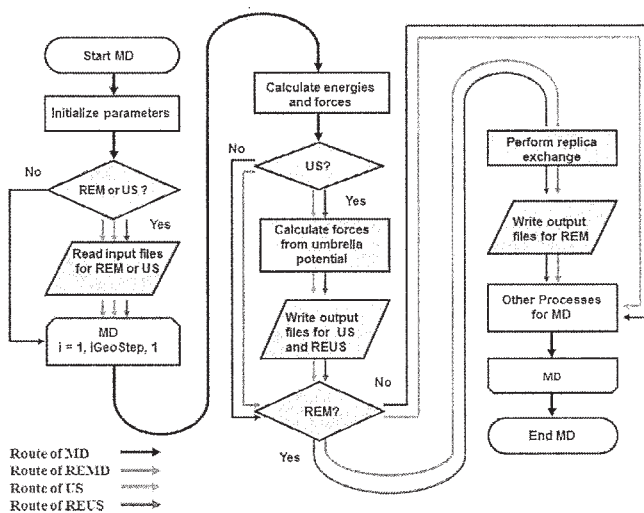 Start MD
Initialize parameters
No
REM or US ?
Yes
Read input files
for REM or US
MD
i = 1, iGeoStep, 1
Calculate energies
and forces
No
US?
Yes
Calculate forces
from umbrella
potential
Write output
files for US
and REUS
No
REM?
Yes
Perform replica
exchange
Write output
files for REM
Other Processes
for MD
MD
End MD
Route of MD
Route of REMD
Route of US
Route of REUS